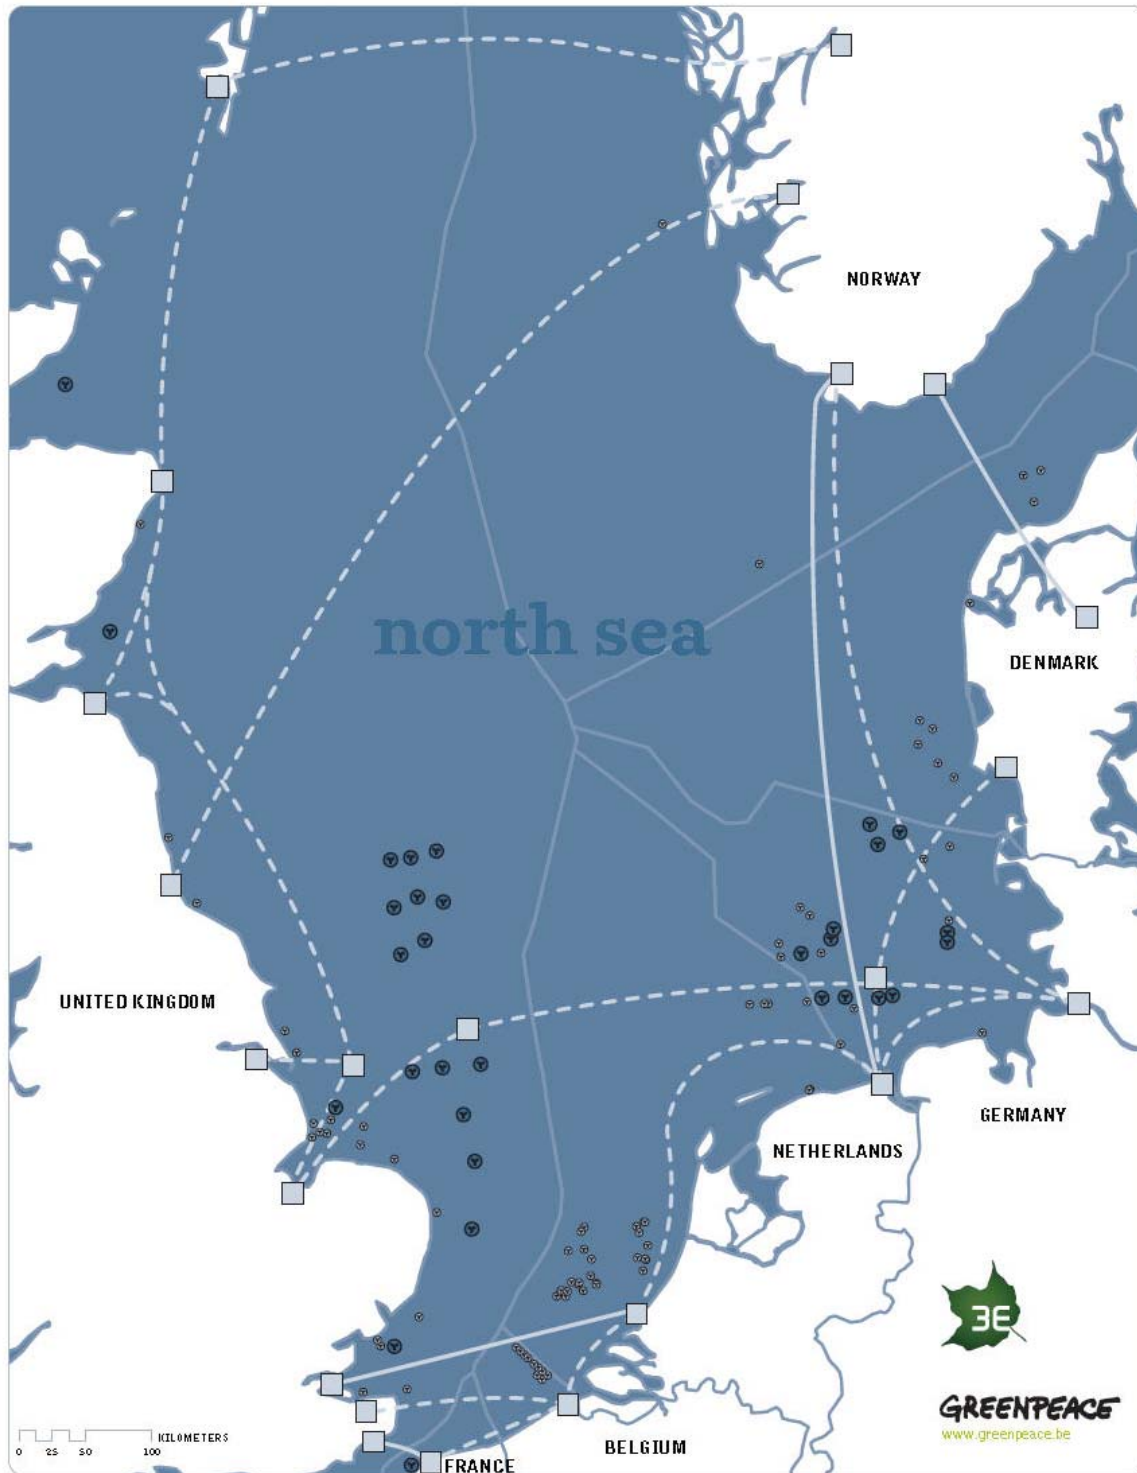 NORWAY
north sea
DENMARK
UNITED KINGDOM
GERMANY
NETHERLANDS
3E
GREENPEACE
www.greenpeace.be
KILOMETERS
0 25 50 100
BELGIUM
FRANCE